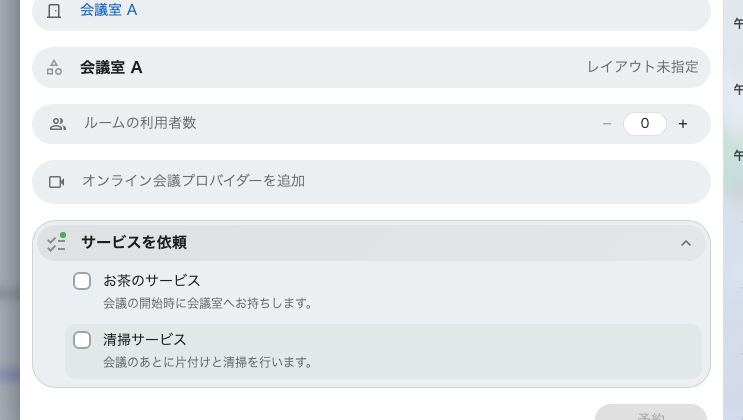 会議室 A
会議室 A
レイアウト未指定
ルームの利用者数
− 0 +
オンライン会議プロバイダーを追加
サービスを依頼
お茶のサービス
会議の開始時に会議室へお持ちします。
清掃サービス
会議のあとに片付けと清掃を行います。
予約